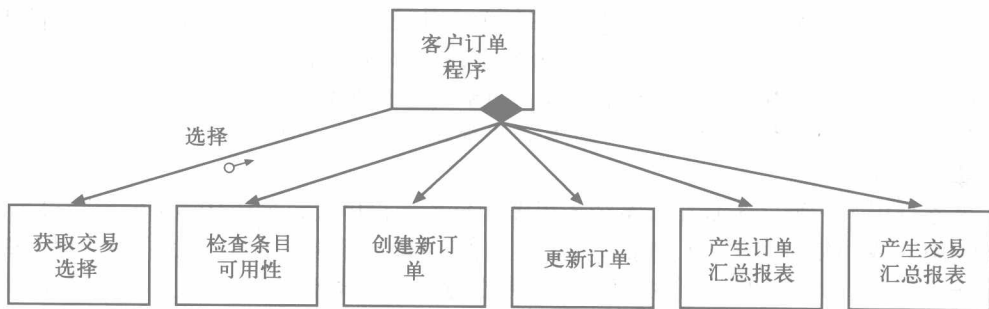 客户订单
程序
选择
获取交易
选择
检查条目
可用性
创建新订
单
更新订单
产生订单
汇总报表
产生交易
汇总报表